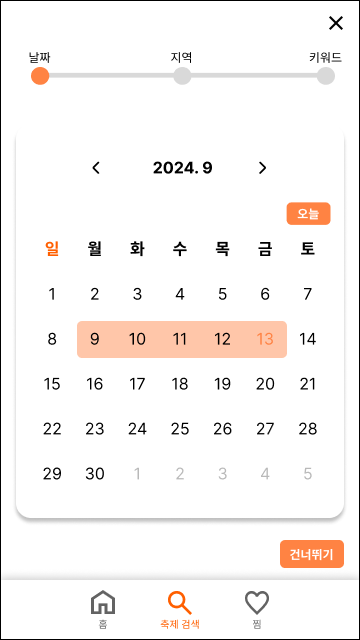 날짜 지역 키워드
2024. 9
오늘
일 월 화 수 목 금 토
1 2 3 4 5 6 7
8 9 10 11 12 13 14
15 16 17 18 19 20 21
22 23 24 25 26 27 28
29 30 1 2 3 4 5
건너뛰기
홈 축제 검색 찜